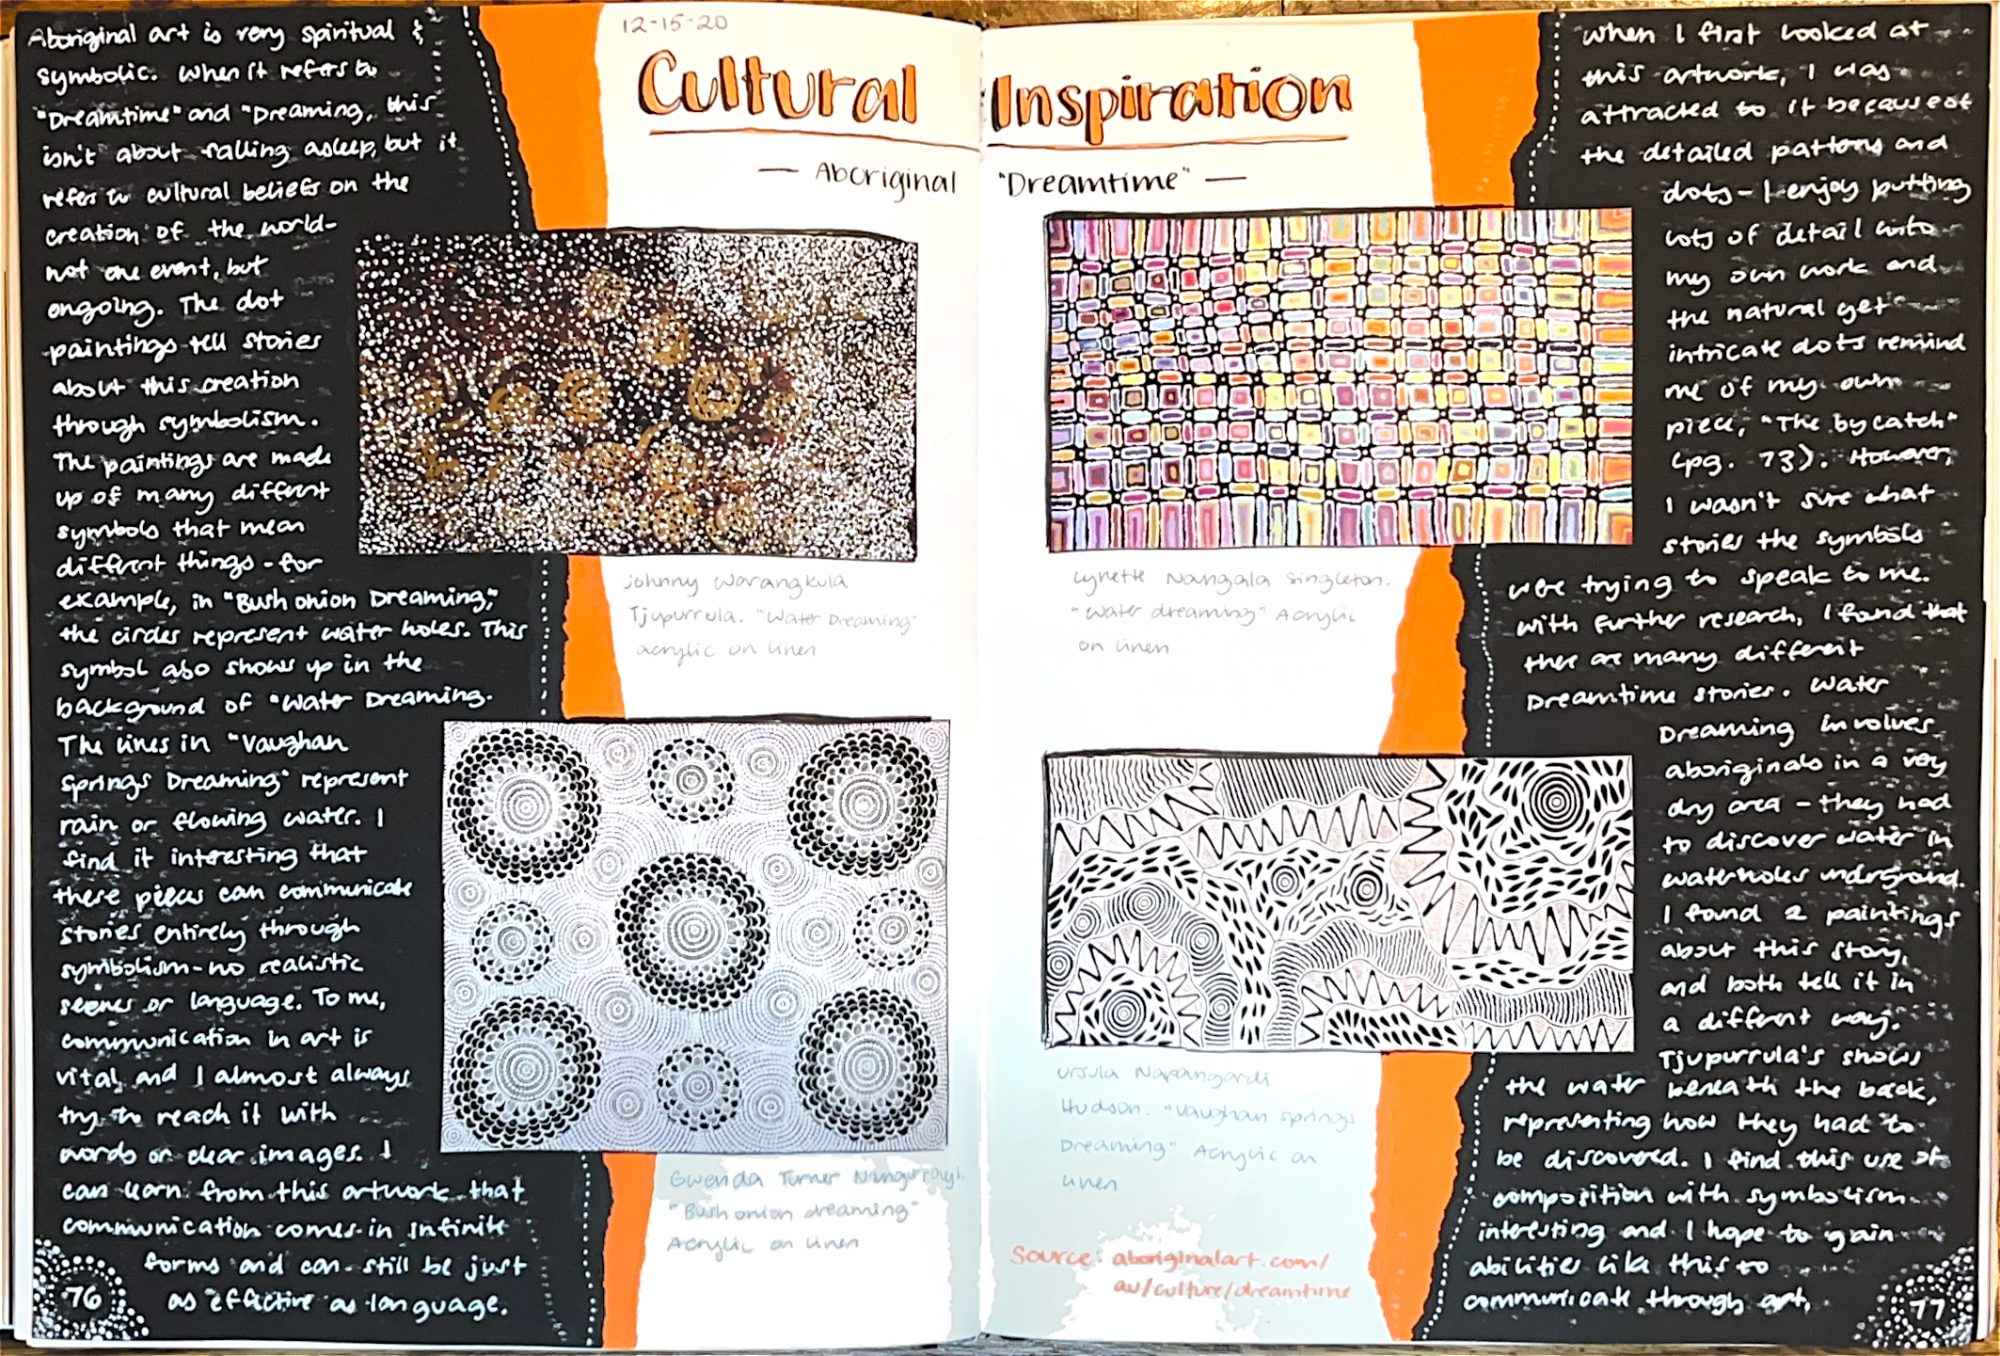 12-15-20
Cultural Inspiration
— Aboriginal "Dreamtime" —
Aboriginal art is very spiritual &
symbolic. When it refers to
"Dreamtime" and "Dreaming, this
isn't about falling asleep, but it
refer to cultural beliefs on the
creation of the world-
not one event, but
ongoing. The dot
paintings tell stories
about this creation
through symbolism.
The paintings are made
up of many different
symbols that mean
different things - for
example, in "Bush onion Dreaming,"
the circles represent water holes. This
symbol also shows up in the
background of "Water Dreaming.
The lines in "Vaughan
Springs Dreaming" represent
rain or flowing water. I
find it interesting that
these pieces can communicate
stories entirely through
symbolism - no realistic
scenes or language. To me,
communication in art is
vital, and I almost always
try to reach it with
words or clear images. I
can learn from this artwork that
communication comes in infinite
forms and can still be just
as effective as language.
76
Johnny Warangkula
Tjupurrula. "Water Dreaming"
acrylic on linen
Gwenda Turner Nungurrayi.
"Bush onion dreaming"
Acrylic on linen
Lynette Nangala Singleton.
"Water dreaming" Acrylic
on linen
Ursula Napangardi
Hudson. "Vaughan springs
Dreaming" Acrylic on
linen
Source: aboriginalart.com/
au/culture/dreamtime
When I first looked at
this artwork, I was
attracted to it because of
the detailed patterns and
dots - I enjoy putting
lots of detail into
my own work and
the natural yet
intricate dots remind
me of my own
piece, "The by catch"
(pg. 73). However,
I wasn't sure what
stories the symbols
were trying to speak to me.
With further research, I found that
ther are many different
Dreamtime stories. Water
Dreaming involves
aboriginals in a very
dry area - they had
to discover water in
waterholes underground.
I found 2 paintings
about this story,
and both tell it in
a different way.
Tjupurrula's shows
the water beneath the back,
representing how they had to
be discovered. I find this use of
composition with symbolism
interesting and I hope to gain
abilities like this to
communicate through art.
77